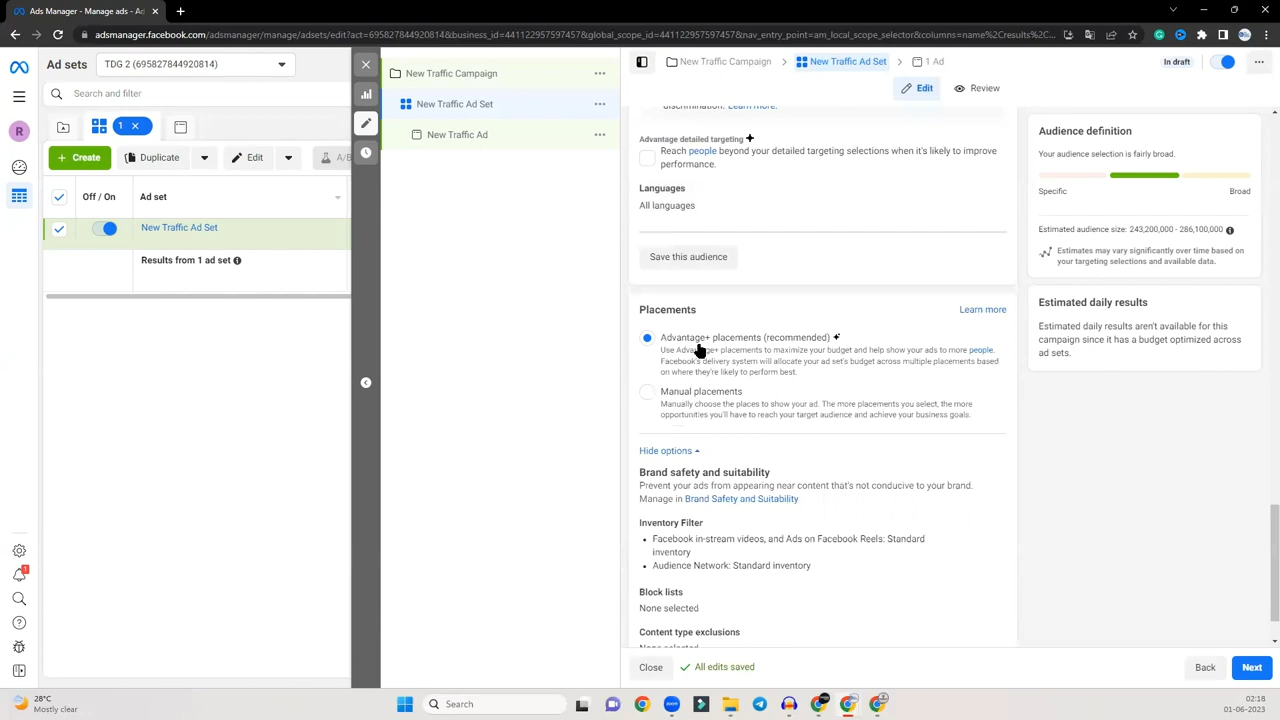 Meta Ads Manager - Manage ads -
adsmanager.facebook.com/adsmanager/manage/adsets/edit?act=695827844920814&business_id=441122957457517&global_scope_id=441122957457517&nav_entry_point=am_local_scope_selector&columns=name%2Cresults%2C...
Ad sets
TDG 2 (695827844920814)
Search and filter
1
Create
Duplicate
Edit
A/B
Off / On
Ad set
New Traffic Ad Set
Results from 1 ad set
R
1
New Traffic Campaign
New Traffic Ad Set
New Traffic Ad
New Traffic Campaign
New Traffic Ad Set
1 Ad
In draft
Edit
Review
discrimination. Learn more.
Advantage detailed targeting
Reach people beyond your detailed targeting selections when it's likely to improve
performance.
Languages
All languages
Save this audience
Placements
Learn more
Advantage+ placements (recommended)
Use Advantage+ placements to maximize your budget and help show your ads to more people.
Facebook's delivery system will allocate your ad set's budget across multiple placements based
on where they're likely to perform best.
Manual placements
Manually choose the places to show your ad. The more placements you select, the more
opportunities you'll have to reach your target audience and achieve your business goals.
Hide options
Brand safety and suitability
Prevent your ads from appearing near content that's not conducive to your brand.
Manage in Brand Safety and Suitability
Inventory Filter
• Facebook in-stream videos, and Ads on Facebook Reels: Standard
inventory
• Audience Network: Standard inventory
Block lists
None selected
Content type exclusions
Close
All edits saved
Back
Next
Audience definition
Your audience selection is fairly broad.
Specific
Broad
Estimated audience size: 243,200,000 - 286,100,000
Estimates may vary significantly over time based on
your targeting selections and available data.
Estimated daily results
Estimated daily results aren't available for this
campaign since it has a budget optimized across
ad sets.
28°C
Mostly clear
Search
02:18
01-06-2023